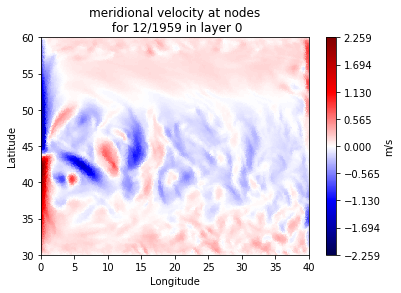 meridional velocity at nodes
for 12/1959 in layer 0
60
55
50
45
40
35
30
Latitude
0 5 10 15 20 25 30 35 40
Longitude
2.259
1.694
1.130
0.565
0.000
−0.565
−1.130
−1.694
−2.259
m/s